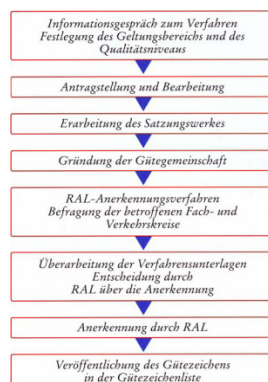 Informationsgespräch zum Verfahren
Festlegung des Geltungsbereichs und des
Qualitätsniveaus
Antragstellung und Bearbeitung
Erarbeitung des Satzungswerkes
Gründung der Gütegemeinschaft
RAL-Anerkennungsverfahren
Befragung der betroffenen Fach- und
Verkehrskreise
Überarbeitung der Verfahrensunterlagen
Entscheidung durch
RAL über die Anerkennung
Anerkennung durch RAL
Veröffentlichung des Gütezeichens
in der Gütezeichenliste